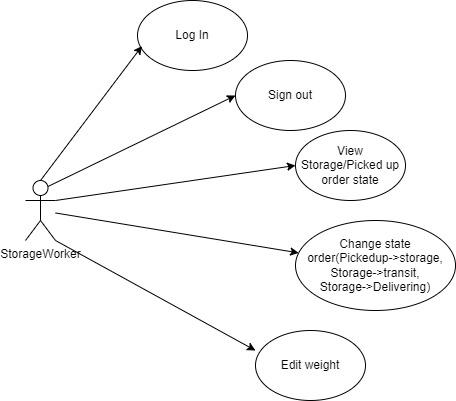 Log In
Sign out
View
Storage/Picked up
order state
StorageWorker
Change state
order(Pickedup->storage,
Storage->transit,
Storage->Delivering)
Edit weight